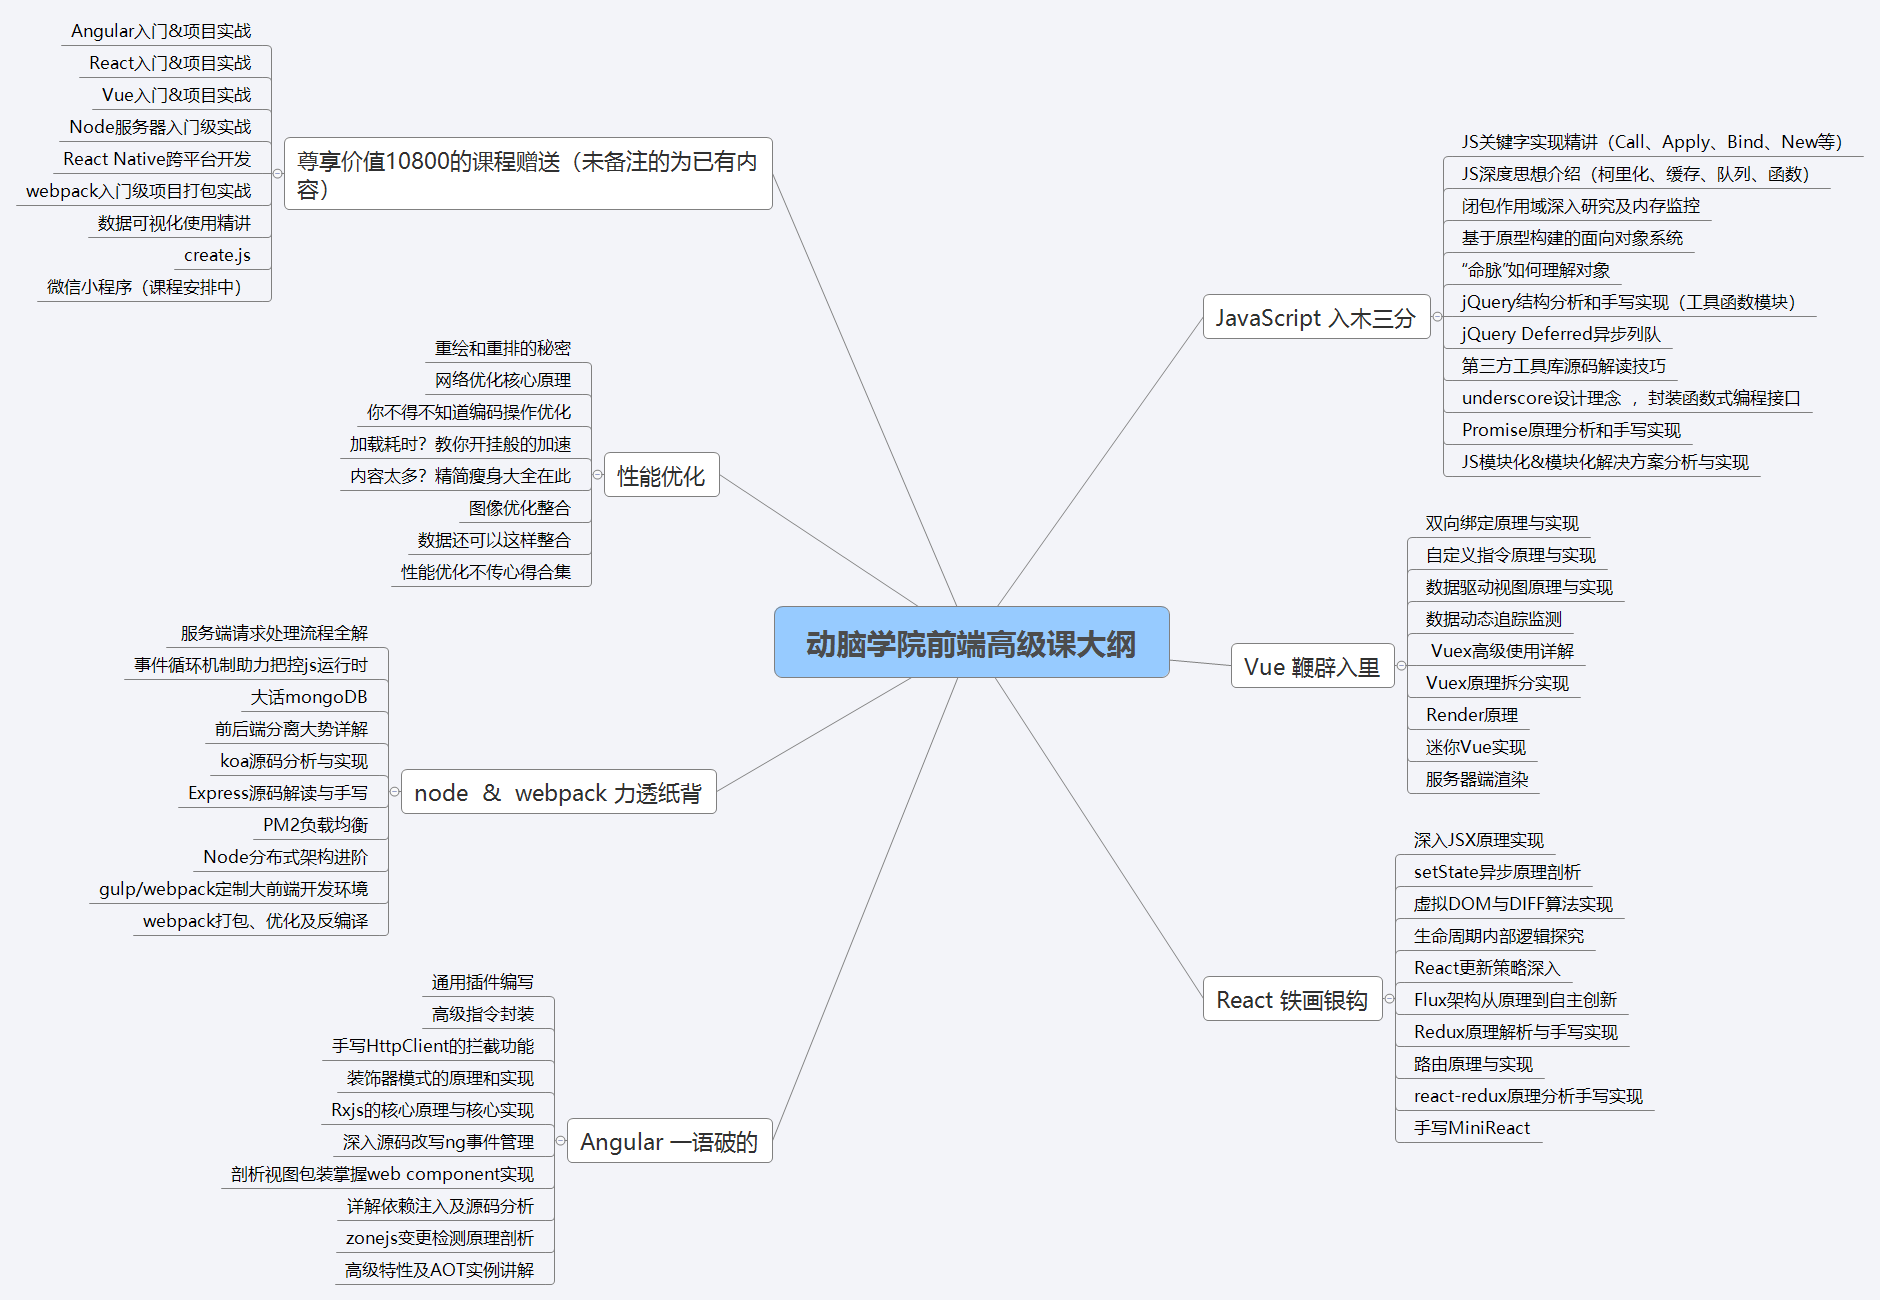 动脑学院前端高级课大纲
JavaScript 入木三分
JS关键字实现精讲（Call、Apply、Bind、New等）
JS深度思想介绍（柯里化、缓存、队列、函数）
闭包作用域深入研究及内存监控
基于原型构建的面向对象系统
“命脉”如何理解对象
jQuery结构分析和手写实现（工具函数模块）
jQuery Deferred异步列队
第三方工具库源码解读技巧
underscore设计理念 ，封装函数式编程接口
Promise原理分析和手写实现
JS模块化&模块化解决方案分析与实现
Vue 鞭辟入里
双向绑定原理与实现
自定义指令原理与实现
数据驱动视图原理与实现
数据动态追踪监测
Vuex高级使用详解
Vuex原理拆分实现
Render原理
迷你Vue实现
服务器端渲染
React 铁画银钩
深入JSX原理实现
setState异步原理剖析
虚拟DOM与DIFF算法实现
生命周期内部逻辑探究
React更新策略深入
Flux架构从原理到自主创新
Redux原理解析与手写实现
路由原理与实现
react-redux原理分析手写实现
手写MiniReact
尊享价值10800的课程赠送（未备注的为已有内
容）
Angular入门&项目实战
React入门&项目实战
Vue入门&项目实战
Node服务器入门级实战
React Native跨平台开发
webpack入门级项目打包实战
数据可视化使用精讲
create.js
微信小程序（课程安排中）
性能优化
重绘和重排的秘密
网络优化核心原理
你不得不知道编码操作优化
加载耗时？教你开挂般的加速
内容太多？精简瘦身大全在此
图像优化整合
数据还可以这样整合
性能优化不传心得合集
node & webpack 力透纸背
服务端请求处理流程全解
事件循环机制助力把控js运行时
大话mongoDB
前后端分离大势详解
koa源码分析与实现
Express源码解读与手写
PM2负载均衡
Node分布式架构进阶
gulp/webpack定制大前端开发环境
webpack打包、优化及反编译
Angular 一语破的
通用插件编写
高级指令封装
手写HttpClient的拦截功能
装饰器模式的原理和实现
Rxjs的核心原理与核心实现
深入源码改写ng事件管理
剖析视图包装掌握web component实现
详解依赖注入及源码分析
zonejs变更检测原理剖析
高级特性及AOT实例讲解